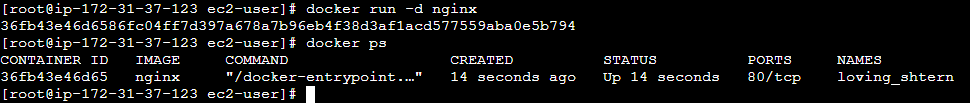 [root@ip-172-31-37-123 ec2-user]# docker run -d nginx
36fb43e46d6586fc04ff7d397a678a7b96eb4f38d3af1acd577559aba0e5b794
[root@ip-172-31-37-123 ec2-user]# docker ps
CONTAINER ID   IMAGE     COMMAND                  CREATED          STATUS          PORTS     NAMES
36fb43e46d65   nginx     "/docker-entrypoint.…"   14 seconds ago   Up 14 seconds   80/tcp    loving_shtern
[root@ip-172-31-37-123 ec2-user]#